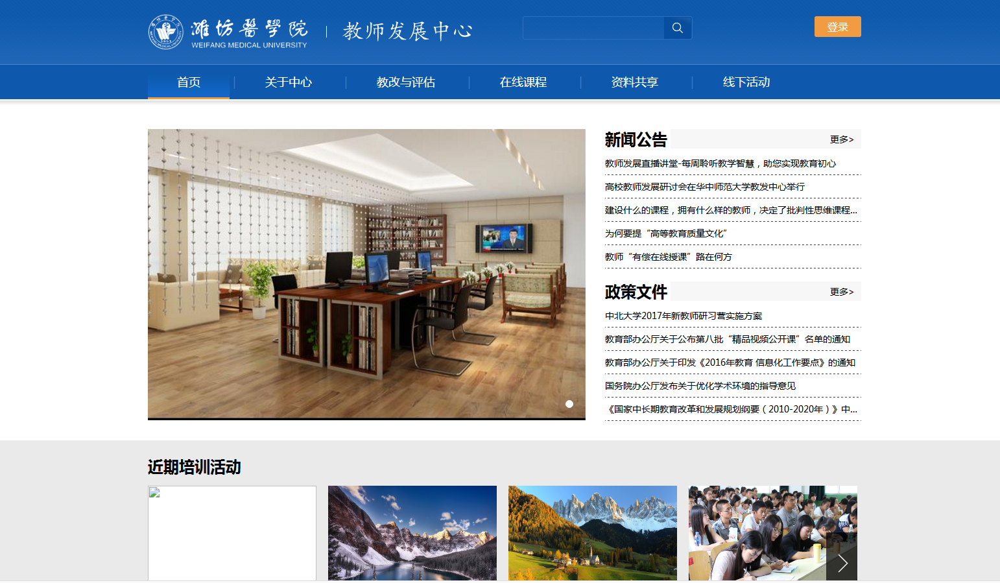 潍坊醫學院
WEIFANG MEDICAL UNIVERSITY
教师发展中心
登录
首页
关于中心
教改与评估
在线课程
资料共享
线下活动
新闻公告
更多>
教师发展直播讲堂-每周聆听教学智慧，助您实现教育初心
高校教师发展研讨会在华中师范大学教发中心举行
建设什么的课程，拥有什么样的教师，决定了批判性思维课程...
为何要提“高等教育质量文化”
教师“有偿在线授课”路在何方
政策文件
更多>
中北大学2017年新教师研习营实施方案
教育部办公厅关于公布第八批“精品视频公开课”名单的通知
教育部办公厅关于印发《2016年教育 信息化工作要点》的通知
国务院办公厅发布关于优化学术环境的指导意见
《国家中长期教育改革和发展规划纲要（2010-2020年）》中...
近期培训活动